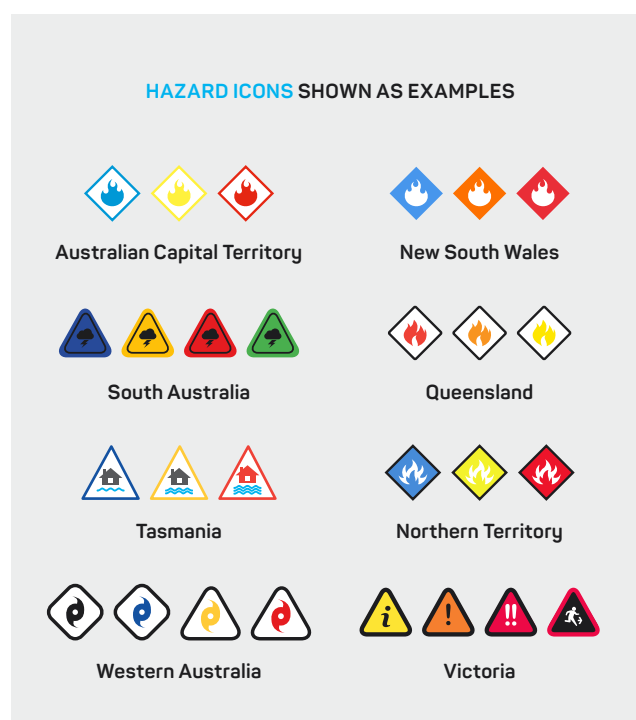 HAZARD ICONS SHOWN AS EXAMPLES
Australian Capital Territory
New South Wales
South Australia
Queensland
Tasmania
Northern Territory
Western Australia
i
!
!!
Victoria